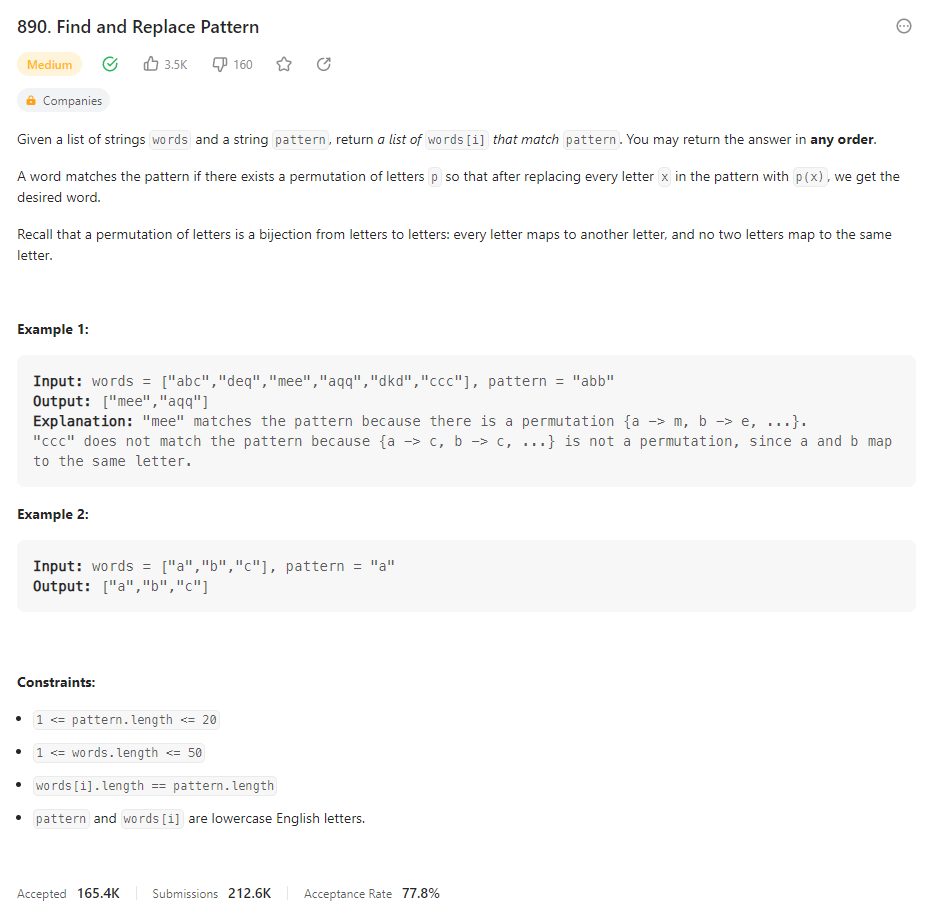 890. Find and Replace Pattern
Medium 3.5K 160
Companies
Given a list of strings words and a string pattern, return a list of words[i] that match pattern. You may return the answer in any order.
A word matches the pattern if there exists a permutation of letters p so that after replacing every letter x in the pattern with p(x), we get the
desired word.
Recall that a permutation of letters is a bijection from letters to letters: every letter maps to another letter, and no two letters map to the same
letter.
Example 1:
Input: words = ["abc","deq","mee","aqq","dkd","ccc"], pattern = "abb"
Output: ["mee","aqq"]
Explanation: "mee" matches the pattern because there is a permutation {a -> m, b -> e, ...}.
"ccc" does not match the pattern because {a -> c, b -> c, ...} is not a permutation, since a and b map
to the same letter.
Example 2:
Input: words = ["a","b","c"], pattern = "a"
Output: ["a","b","c"]
Constraints:
• 1 <= pattern.length <= 20
• 1 <= words.length <= 50
• words[i].length == pattern.length
• pattern and words[i] are lowercase English letters.
Accepted 165.4K Submissions 212.6K Acceptance Rate 77.8%